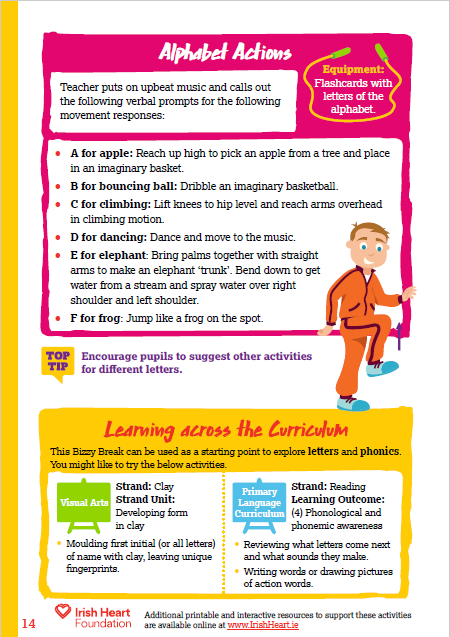 Alphabet Actions
Teacher puts on upbeat music and calls out
the following verbal prompts for the following
movement responses:
Equipment:
Flashcards with
letters of the
alphabet.
• A for apple: Reach up high to pick an apple from a tree and place
in an imaginary basket.
• B for bouncing ball: Dribble an imaginary basketball.
• C for climbing: Lift knees to hip level and reach arms overhead
in climbing motion.
• D for dancing: Dance and move to the music.
• E for elephant: Bring palms together with straight
arms to make an elephant ‘trunk’. Bend down to get
water from a stream and spray water over right
shoulder and left shoulder.
• F for frog: Jump like a frog on the spot.
TOP
TIP
Encourage pupils to suggest other activities
for different letters.
Learning across the Curriculum
This Bizzy Break can be used as a starting point to explore letters and phonics.
You might like to try the below activities.
Visual Arts
Strand: Clay
Strand Unit:
Developing form
in clay
• Moulding first initial (or all letters)
of name with clay, leaving unique
fingerprints.
Primary
Language
Curriculum
Strand: Reading
Learning Outcome:
(4) Phonological and
phonemic awareness
• Reviewing what letters come next
and what sounds they make.
• Writing words or drawing pictures
of action words.
14
Irish Heart
Foundation
Additional printable and interactive resources to support these activities
are available online at www.IrishHeart.ie